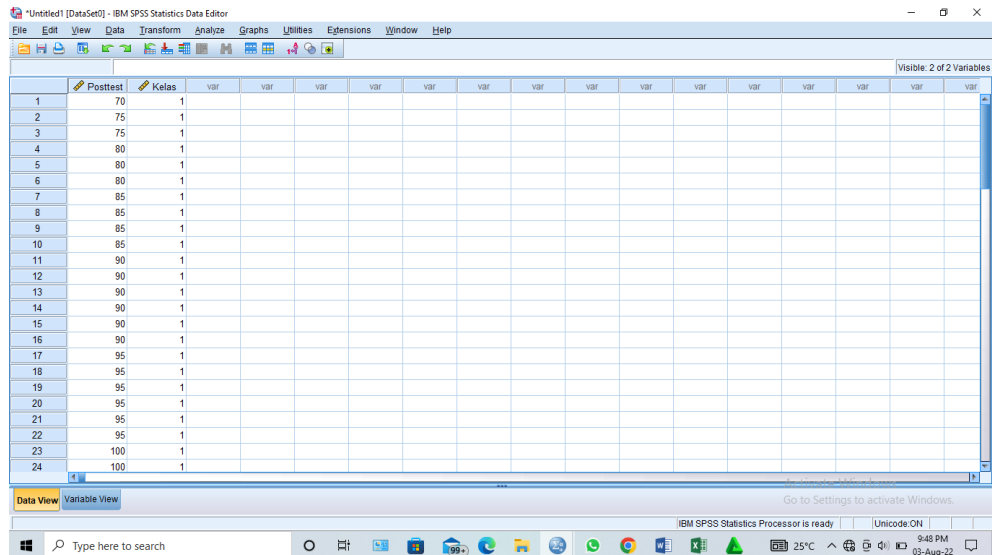 *Untitled1 [DataSet0] - IBM SPSS Statistics Data Editor
File Edit View Data Transform Analyze Graphs Utilities Extensions Window Help
Visible: 2 of 2 Variables
Posttest Kelas var var var var var var var var var var var var var var var
1 70 1
2 75 1
3 75 1
4 80 1
5 80 1
6 80 1
7 85 1
8 85 1
9 85 1
10 85 1
11 90 1
12 90 1
13 90 1
14 90 1
15 90 1
16 90 1
17 95 1
18 95 1
19 95 1
20 95 1
21 95 1
22 95 1
23 100 1
24 100 1
Activate Windows
Data View Variable View
Go to Settings to activate Windows.
IBM SPSS Statistics Processor is ready Unicode:ON
Type here to search 99+ 25°C 9:48 PM
03-Aug-22